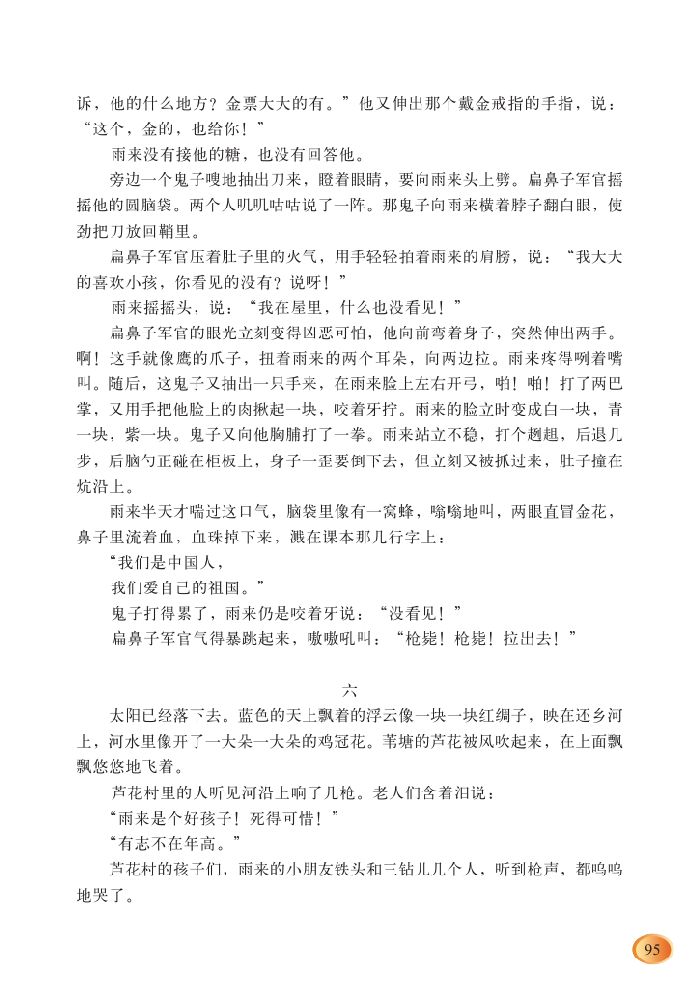 诉，他的什么地方？金票大大的有。”他又伸出那个戴金戒指的手指，说：
“这个，金的，也给你！”
雨来没有接他的糖，也没有回答他。
旁边一个鬼子嗖地抽出刀来，瞪着眼睛，要向雨来头上劈。扁鼻子军官摇
摇他的圆脑袋。两个人叽叽咕咕说了一阵。那鬼子向雨来横着脖子翻白眼，使
劲把刀放回鞘里。
扁鼻子军官压着肚子里的火气，用手轻轻拍着雨来的肩膀，说：“我大大
的喜欢小孩，你看见的没有？说呀！”
雨来摇摇头，说：“我在屋里，什么也没看见！”
扁鼻子军官的眼光立刻变得凶恶可怕，他向前弯着身子，突然伸出两手。
啊！这手就像鹰的爪子，扭着雨来的两个耳朵，向两边拉。雨来疼得咧着嘴
叫。随后，这鬼子又抽出一只手来，在雨来脸上左右开弓，啪！啪！打了两巴
掌，又用手把他脸上的肉揪起一块，咬着牙拧。雨来的脸立时变成白一块，青
一块，紫一块。鬼子又向他胸脯打了一拳。雨来站立不稳，打个趔趄，后退几
步，后脑勺正碰在柜板上，身子一歪要倒下去，但立刻又被抓过来，肚子撞在
炕沿上。
雨来半天才喘过这口气，脑袋里像有一窝蜂，嗡嗡地叫，两眼直冒金花，
鼻子里流着血，血珠掉下来，溅在课本那几行字上：
“我们是中国人，
我们爱自己的祖国。”
鬼子打得累了，雨来仍是咬着牙说：“没看见！”
扁鼻子军官气得暴跳起来，嗷嗷吼叫：“枪毙！枪毙！拉出去！”
六
太阳已经落下去。蓝色的天上飘着的浮云像一块一块红绸子，映在还乡河
上，河水里像开了一大朵一大朵的鸡冠花。苇塘的芦花被风吹起来，在上面飘
飘悠悠地飞着。
芦花村里的人听见河沿上响了几枪。老人们含着泪说：
“雨来是个好孩子！死得可惜！”
“有志不在年高。”
芦花村的孩子们，雨来的小朋友铁头和三钻儿几个人，听到枪声，都呜呜
地哭了。
95